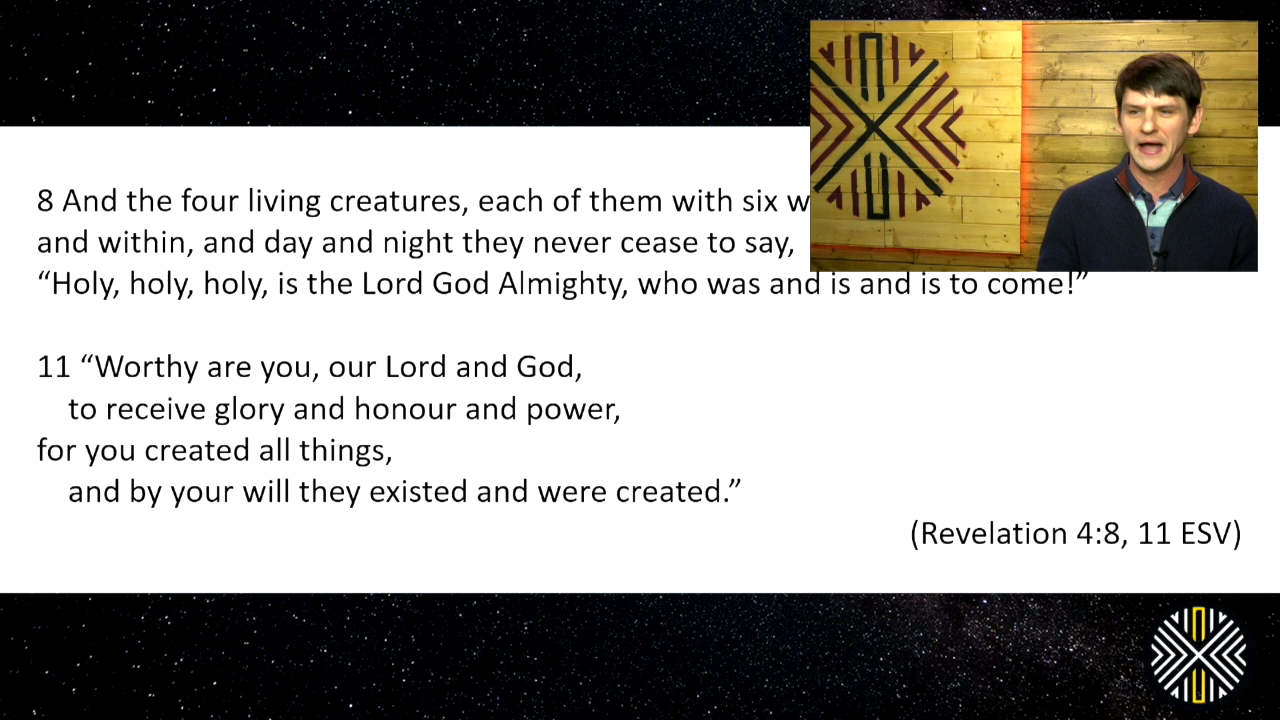 8 And the four living creatures, each of them with six
and within, and day and night they never cease to say,
“Holy, holy, holy, is the Lord God Almighty, who was and is and is to come!”
11 “Worthy are you, our Lord and God,
to receive glory and honour and power,
for you created all things,
and by your will they existed and were created.”
(Revelation 4:8, 11 ESV)